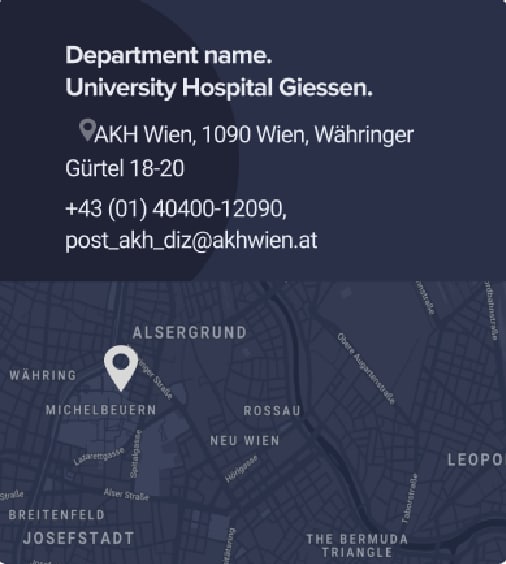 Department name.
University Hospital Giessen.
AKH Wien, 1090 Wien, Währinger
Gürtel 18-20
+43 (01) 40400-12090,
post_akh_diz@akhwien.at
ALSERGRUND
WÄHRING
MICHELBEUERN
Obere Augartenstraße
ROSSAU
NEU WIEN
Lazarettgasse
Spitalgasse
Hörlgasse
LEOPO
Alser Straße
Taborstraße
BREITENFELD
JOSEFSTADT
THE BERMUDA
TRIANGLE